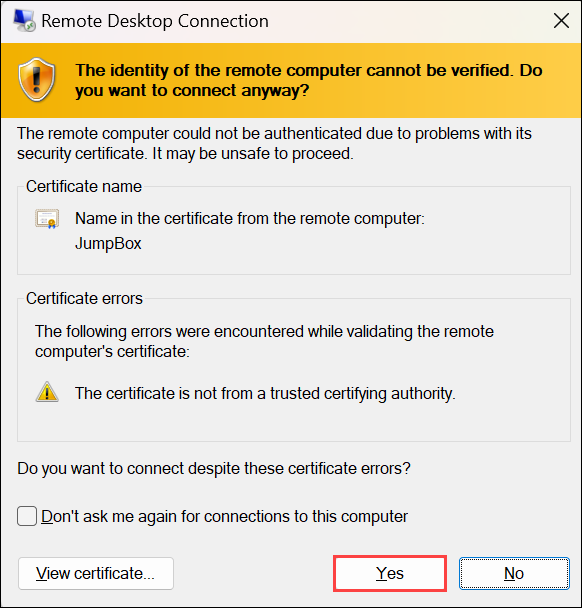 Remote Desktop Connection
The identity of the remote computer cannot be verified. Do
you want to connect anyway?
The remote computer could not be authenticated due to problems with its
security certificate. It may be unsafe to proceed.
Certificate name
Name in the certificate from the remote computer:
JumpBox
Certificate errors
The following errors were encountered while validating the remote
computer's certificate:
The certificate is not from a trusted certifying authority.
Do you want to connect despite these certificate errors?
Don't ask me again for connections to this computer
View certificate...
Yes
No